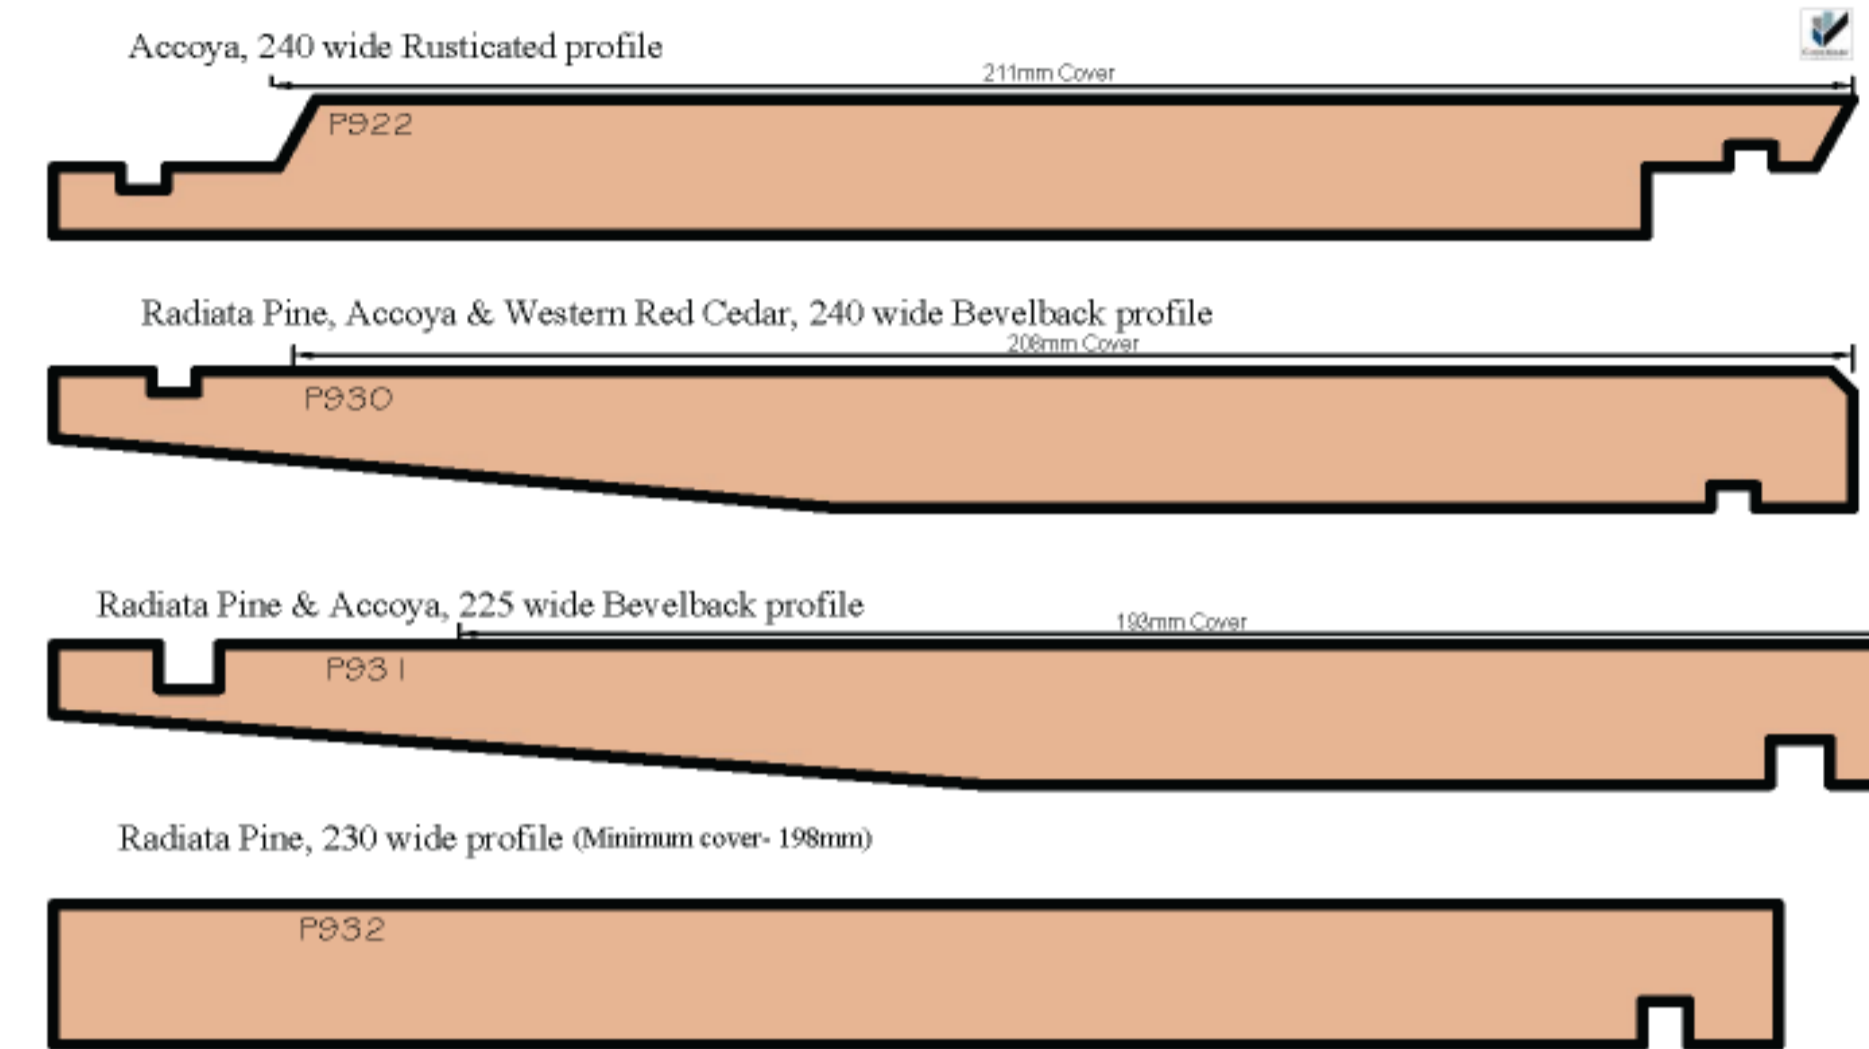 Accoya, 240 wide Rusticated profile
211mm Cover
P922
Radiata Pine, Accoya & Western Red Cedar, 240 wide Bevelback profile
208mm Cover
P930
Radiata Pine & Accoya, 225 wide Bevelback profile
193mm Cover
P931
Radiata Pine, 230 wide profile (Minimum cover- 198mm)
P932